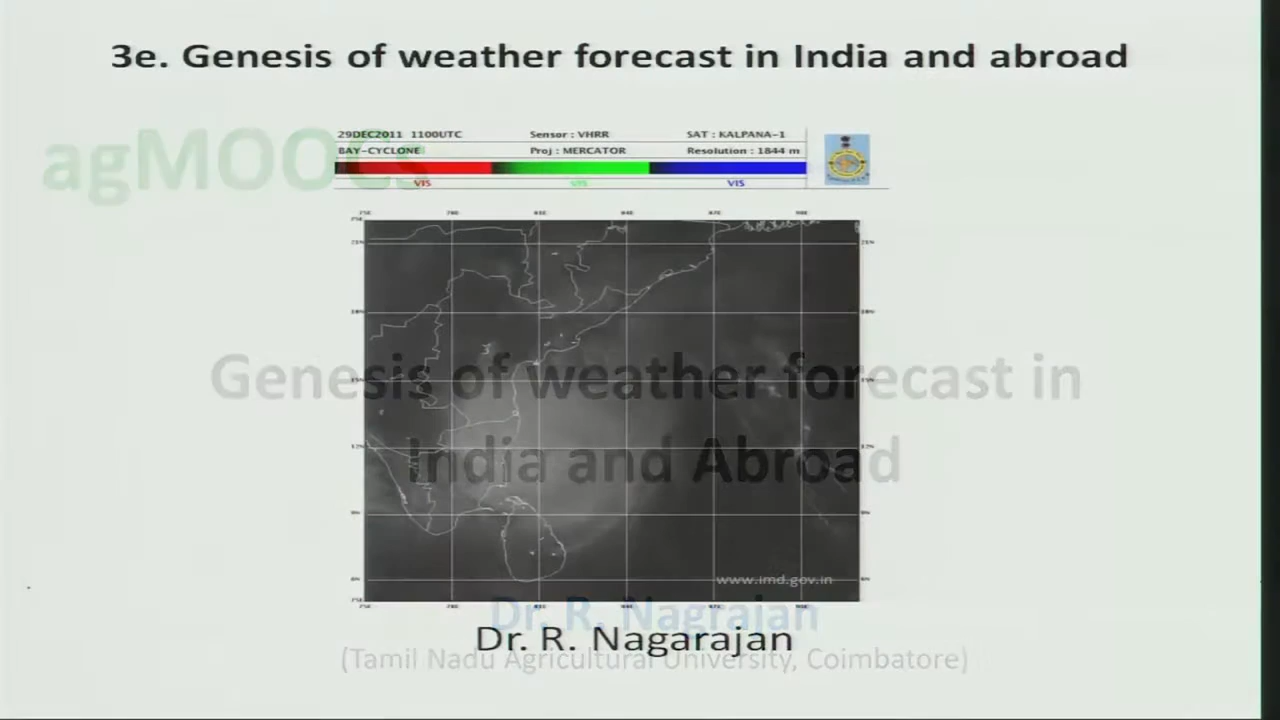 3e. Genesis of weather forecast in India and abroad
agMOOCs
29DEC2011 1100UTC Sensor : VHRR SAT : KALPANA-1
BAY-CYCLONE Proj : MERCATOR Resolution : 1844 m
VIS VIS VIS
Genesis of weather forecast in
India and Abroad
www.imd.gov.in
Dr. R. Nagrajan
Dr. R. Nagarajan
(Tamil Nadu Agricultural University, Coimbatore)